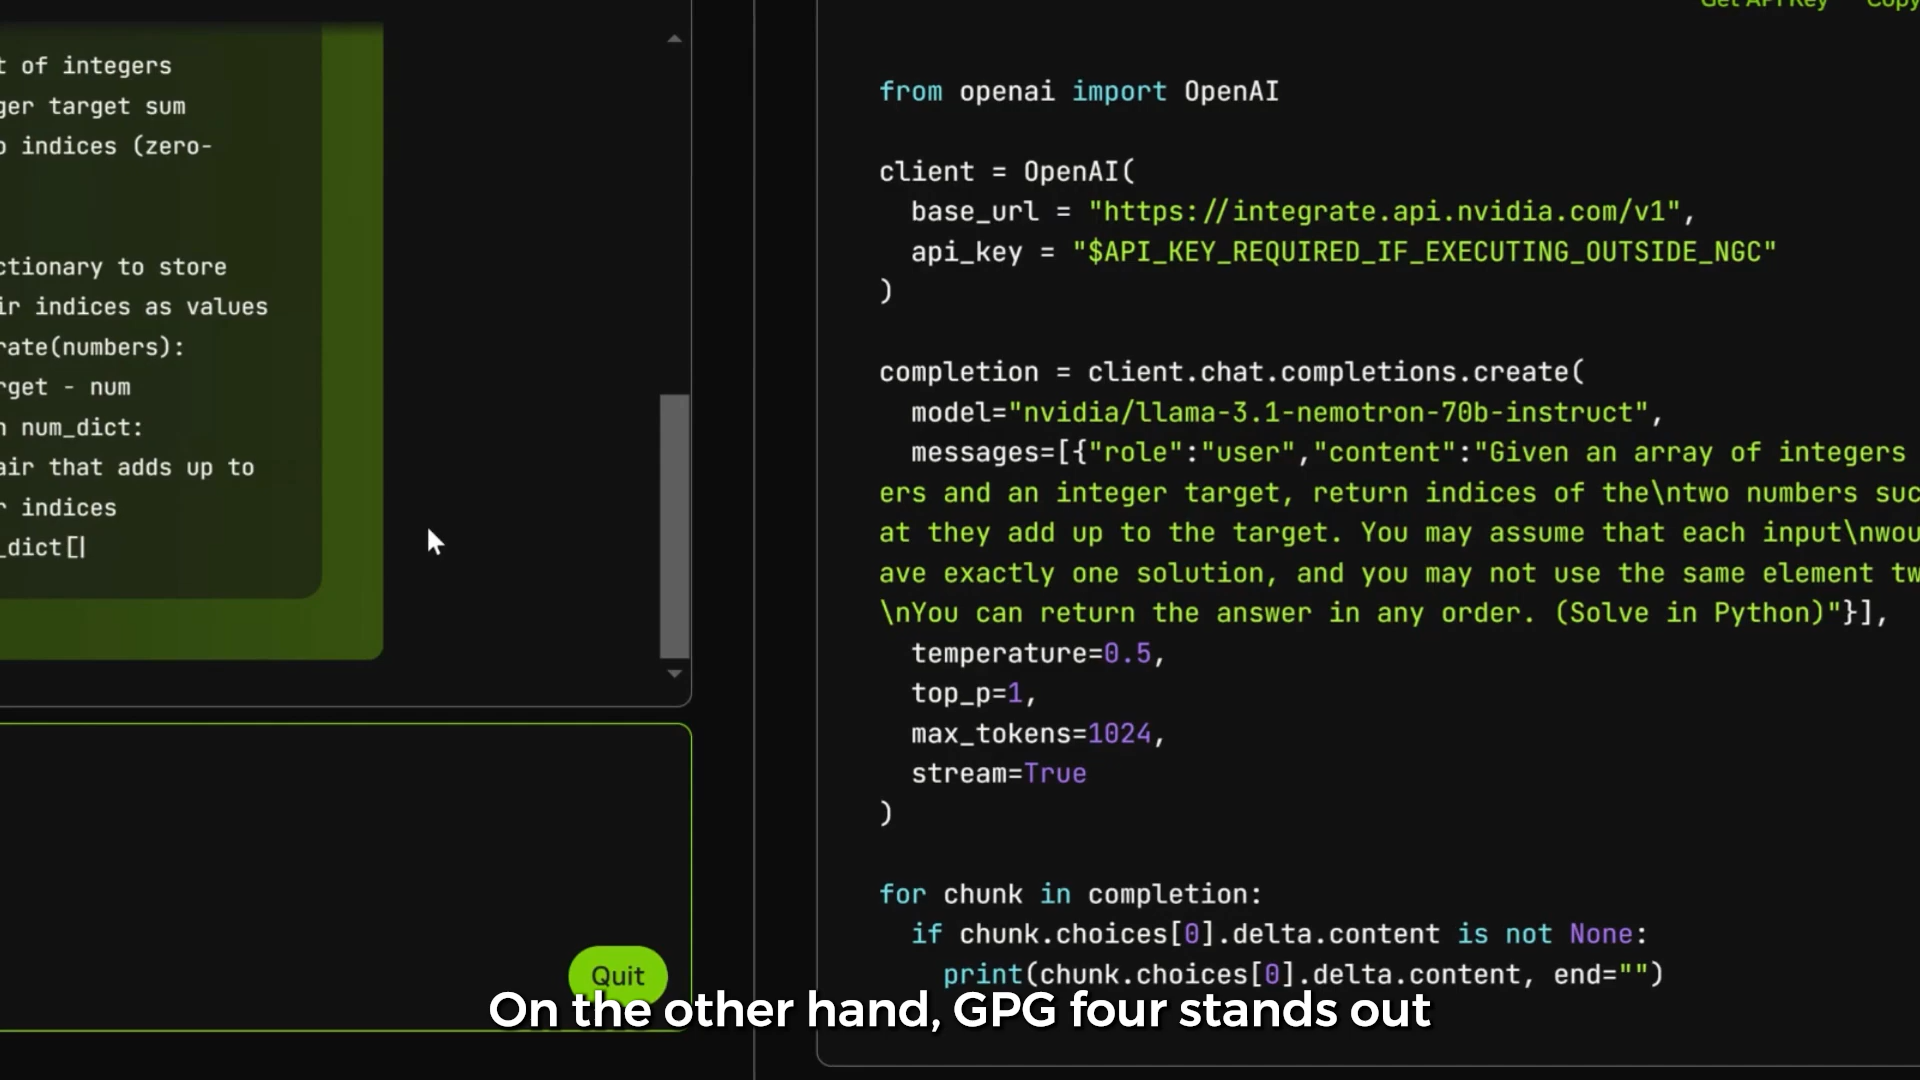 t of integers
ger target sum
o indices (zero-
ctionary to store
ir indices as values
rate(numbers):
rget - num
n num_dict:
air that adds up to
r indices
_dict[
Get API Key Copy
from openai import OpenAI
client = OpenAI(
base_url = "https://integrate.api.nvidia.com/v1",
api_key = "$API_KEY_REQUIRED_IF_EXECUTING_OUTSIDE_NGC"
)
completion = client.chat.completions.create(
model="nvidia/llama-3.1-nemotron-70b-instruct",
messages=[{"role":"user","content":"Given an array of integers
ers and an integer target, return indices of the\ntwo numbers suc
at they add up to the target. You may assume that each input\nwou
ave exactly one solution, and you may not use the same element tw
\nYou can return the answer in any order. (Solve in Python)"}],
temperature=0.5,
top_p=1,
max_tokens=1024,
stream=True
)
for chunk in completion:
if chunk.choices[0].delta.content is not None:
print(chunk.choices[0].delta.content, end="")
Quit
On the other hand, GPG four stands out